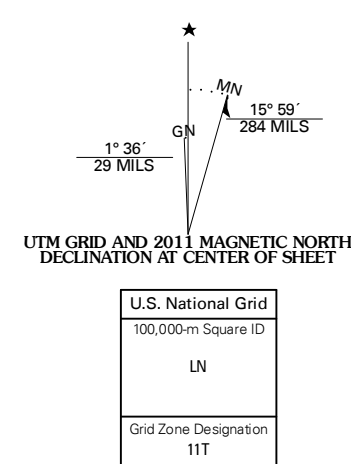 MN
GN
15° 59´
284 MILS
1° 36´
29 MILS
UTM GRID AND 2011 MAGNETIC NORTH
DECLINATION AT CENTER OF SHEET
U.S. National Grid
100,000-m Square ID
LN
Grid Zone Designation
11T